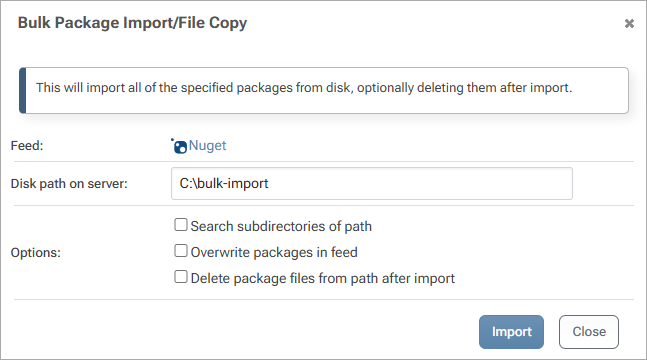 Bulk Package Import/File Copy
This will import all of the specified packages from disk, optionally deleting them after import.
Feed: Nuget
Disk path on server: C:\bulk-import
Search subdirectories of path
Options: Overwrite packages in feed
Delete package files from path after import
Import Close